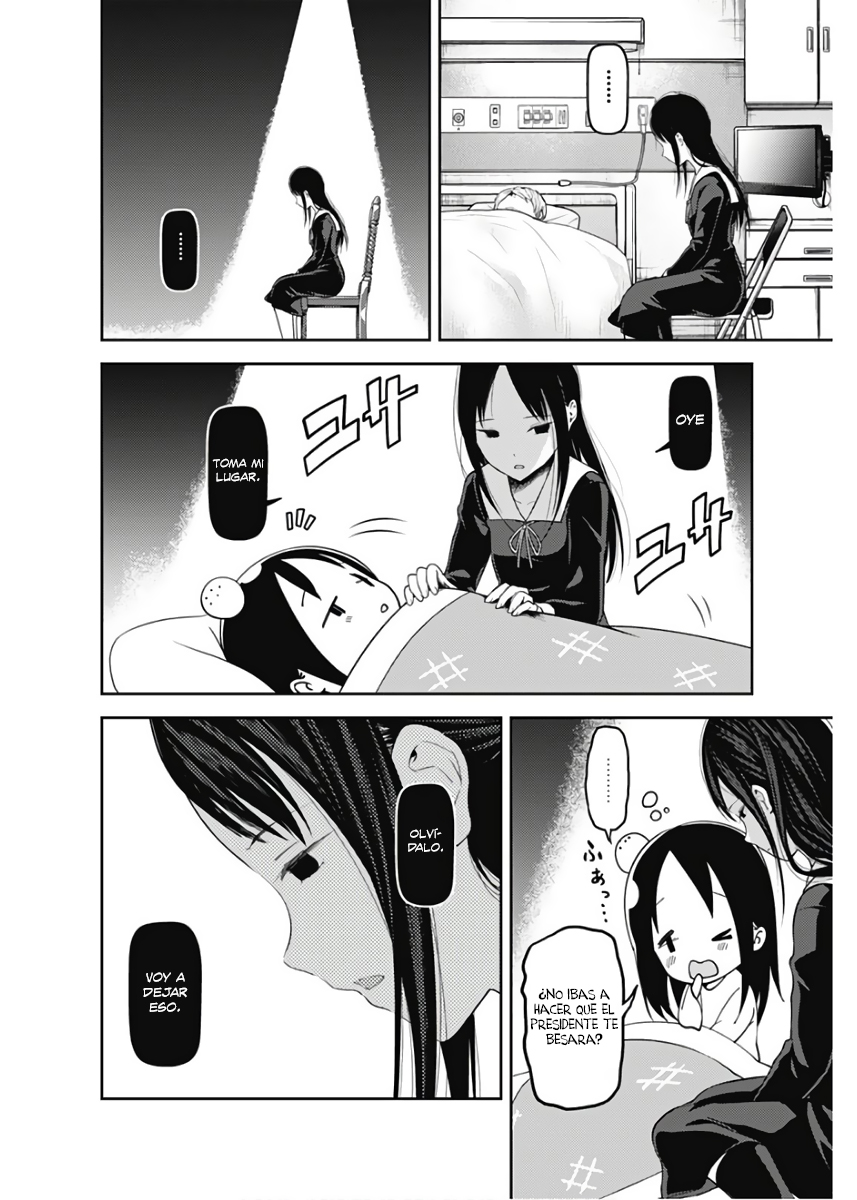 ......
......
OYE
ユサ
ユサ
TOMA MI
LUGAR.
......
ふぁっ...
¿NO IBAS A
HACER QUE EL
PRESIDENTE TE
BESARA?
OLVÍ-
DALO.
VOY A
DEJAR
ESO.